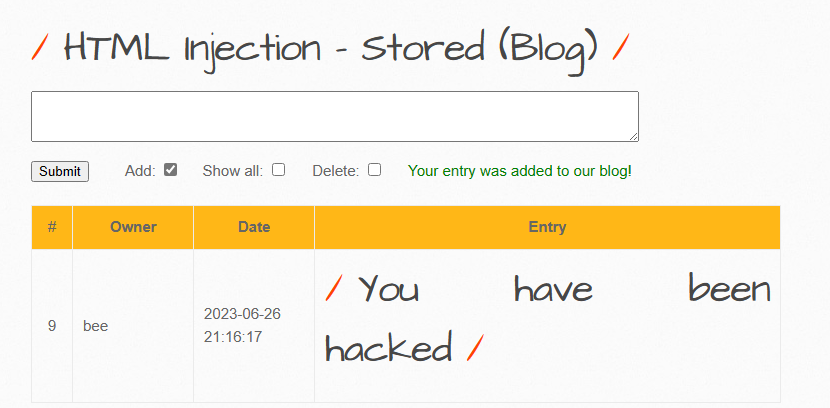 / HTML Injection - Stored (Blog) /
Submit Add: Show all: Delete: Your entry was added to our blog!
# Owner Date Entry
9 bee 2023-06-26 21:16:17 / You have been
hacked /